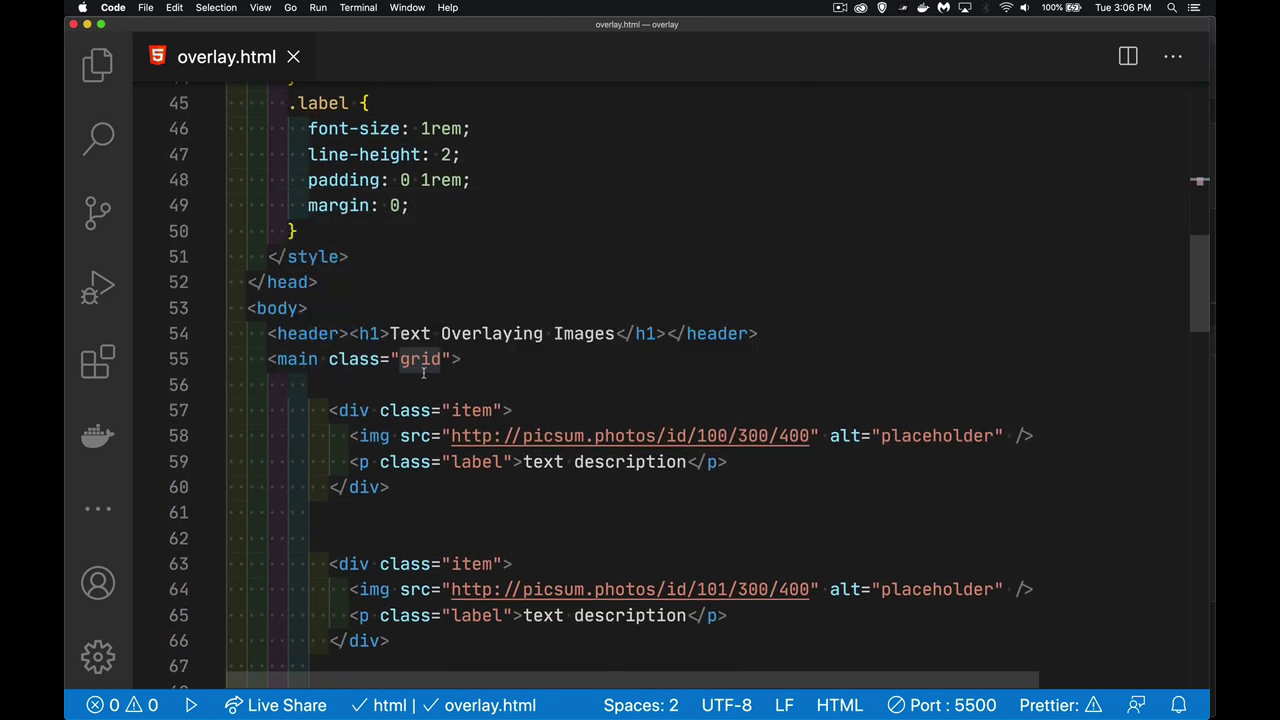 Code File Edit Selection View Go Run Terminal Window Help 100% Tue 3:06 PM
overlay.html — overlay
overlay.html
45 .label {
46 font-size: 1rem;
47 line-height: 2;
48 padding: 0 1rem;
49 margin: 0;
50 }
51 </style>
52 </head>
53 <body>
54 <header><h1>Text Overlaying Images</h1></header>
55 <main class="grid">
56
57 <div class="item">
58 <img src="http://picsum.photos/id/100/300/400" alt="placeholder" />
59 <p class="label">text description</p>
60 </div>
61
62
63 <div class="item">
64 <img src="http://picsum.photos/id/101/300/400" alt="placeholder" />
65 <p class="label">text description</p>
66 </div>
67
0 0 Live Share html | overlay.html Spaces: 2 UTF-8 LF HTML Port : 5500 Prettier: